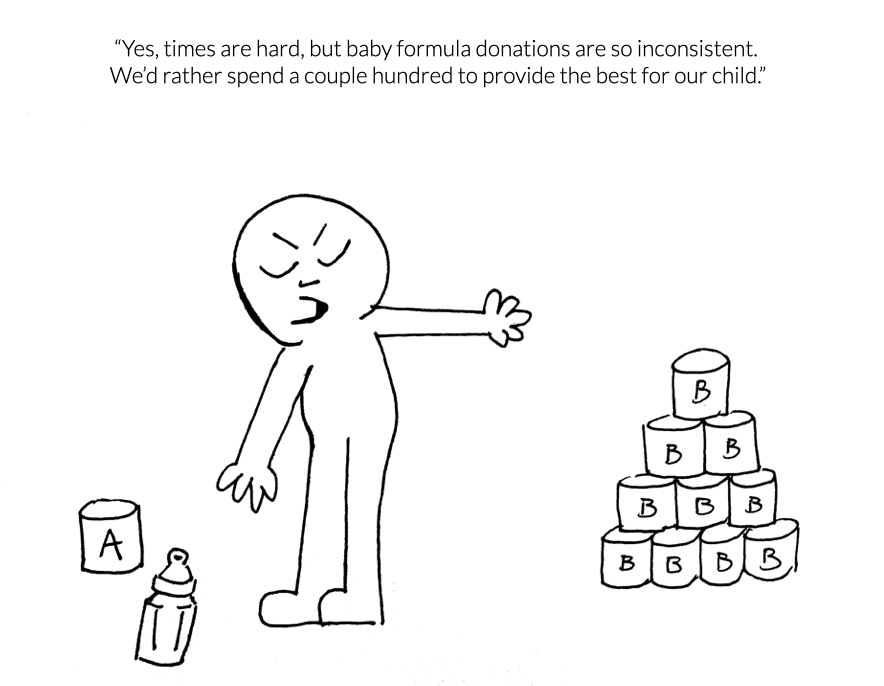 “Yes, times are hard, but baby formula donations are so inconsistent.
We’d rather spend a couple hundred to provide the best for our child.”
B
B B
B B B
A
B B B B